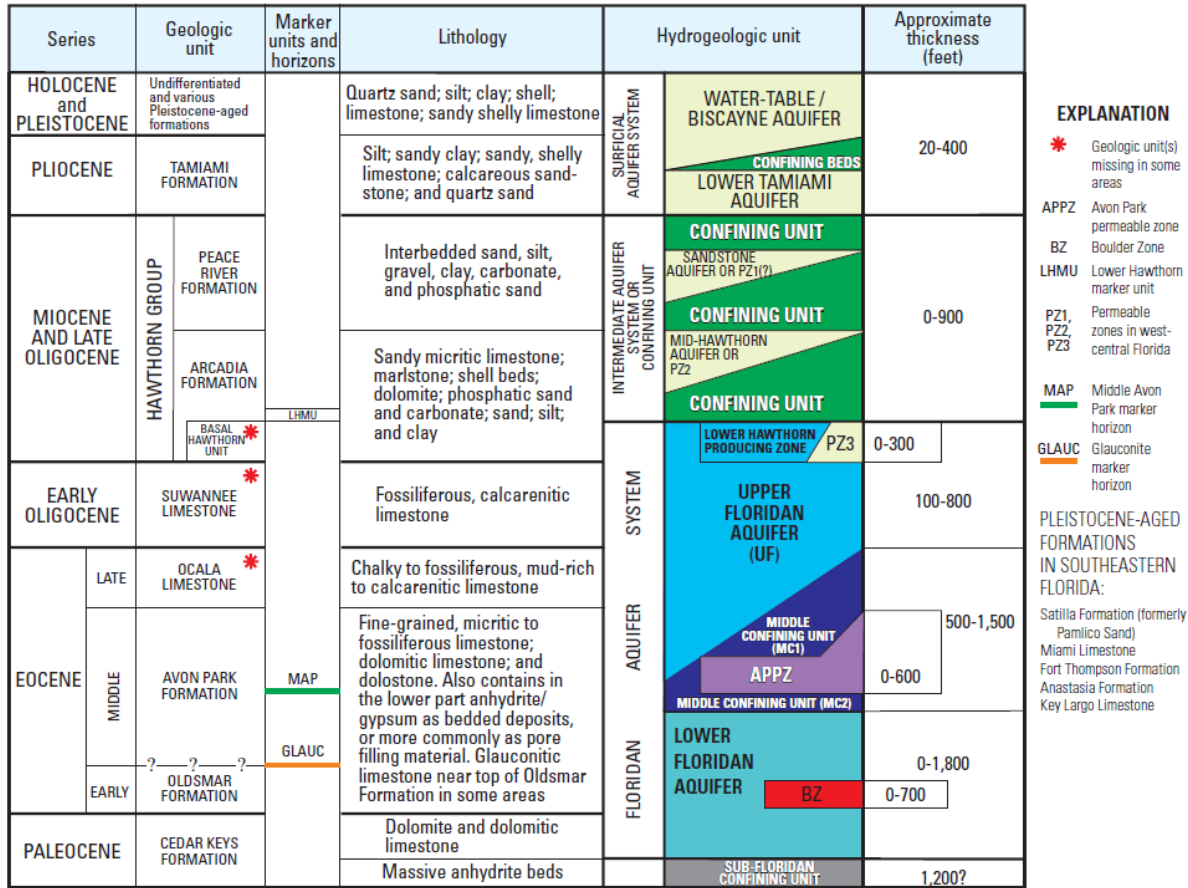 Series
Geologic
unit
Marker
units and
horizons
Lithology
Hydrogeologic unit
Approximate
thickness
(feet)
HOLOCENE
and
PLEISTOCENE
Undifferentiated
and various
Pleistocene-aged
formations
Quartz sand; silt; clay; shell;
limestone; sandy shelly limestone
SURFICIAL
AQUIFER SYSTEM
WATER-TABLE /
BISCAYNE AQUIFER
CONFINING BEDS
LOWER TAMIAMI
AQUIFER
20-400
PLIOCENE
TAMIAMI
FORMATION
Silt; sandy clay; sandy, shelly
limestone; calcareous sand-
stone; and quartz sand
MIOCENE
AND LATE
OLIGOCENE
HAWTHORN GROUP
PEACE
RIVER
FORMATION
Interbedded sand, silt,
gravel, clay, carbonate,
and phosphatic sand
ARCADIA
FORMATION
BASAL
HAWTHORN
UNIT
*
LHMU
Sandy micritic limestone;
marlstone; shell beds;
dolomite; phosphatic sand
and carbonate; sand; silt;
and clay
INTERMEDIATE AQUIFER
SYSTEM OR
CONFINING UNIT
CONFINING UNIT
SANDSTONE
AQUIFER OR PZ1(?)
CONFINING UNIT
MID-HAWTHORN
AQUIFER OR
PZ2
CONFINING UNIT
0-900
LOWER HAWTHORN
PRODUCING ZONE
PZ3
0-300
EARLY
OLIGOCENE
SUWANNEE
LIMESTONE
*
Fossiliferous, calcarenitic
limestone
FLORIDAN AQUIFER SYSTEM
UPPER
FLORIDAN
AQUIFER
(UF)
100-800
EOCENE
LATE
OCALA
LIMESTONE
*
Chalky to fossiliferous, mud-rich
to calcarenitic limestone
MIDDLE
AVON PARK
FORMATION
MAP
GLAUC
Fine-grained, micritic to
fossiliferous limestone;
dolomitic limestone; and
dolostone. Also contains in
the lower part anhydrite/
gypsum as bedded deposits,
or more commonly as pore
filling material. Glauconitic
limestone near top of Oldsmar
Formation in some areas
MIDDLE
CONFINING UNIT
(MC1)
500-1,500
APPZ
0-600
MIDDLE CONFINING UNIT (MC2)
? ? ?
EARLY
OLDSMAR
FORMATION
LOWER
FLORIDAN
AQUIFER
0-1,800
BZ
0-700
PALEOCENE
CEDAR KEYS
FORMATION
Dolomite and dolomitic
limestone
Massive anhydrite beds
SUB-FLORIDAN
CONFINING UNIT
1,200?
EXPLANATION
* Geologic unit(s)
missing in some
areas
APPZ Avon Park
permeable zone
BZ Boulder Zone
LHMU Lower Hawthorn
marker unit
PZ1, Permeable
PZ2, zones in west-
PZ3 central Florida
MAP Middle Avon
Park marker
horizon
GLAUC Glauconite
marker
horizon
PLEISTOCENE-AGED
FORMATIONS
IN SOUTHEASTERN
FLORIDA:
Satilla Formation (formerly
Pamlico Sand)
Miami Limestone
Fort Thompson Formation
Anastasia Formation
Key Largo Limestone